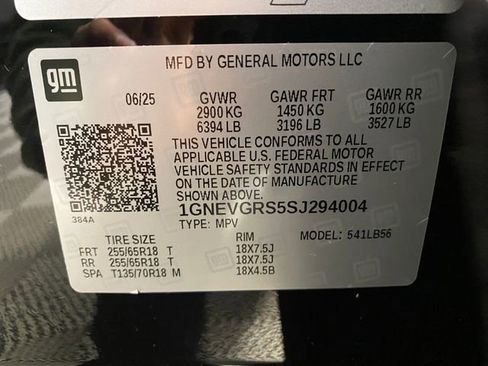 gm
MFD BY GENERAL MOTORS LLC
06/25 GVWR GAWR FRT GAWR RR
2900 KG 1450 KG 1600 KG
6394 LB 3196 LB 3527 LB
THIS VEHICLE CONFORMS TO ALL
APPLICABLE U.S. FEDERAL MOTOR
VEHICLE SAFETY STANDARDS IN EFFECT
ON THE DATE OF MANUFACTURE
SHOWN ABOVE.
384A
1GNEVGRS5SJ294004
TYPE: MPV
TIRE SIZE RIM MODEL: 541LB56
FRT 255/65R18 T 18X7.5J
RR 255/65R18 T 18X7.5J
SPA T135/70R18 M 18X4.5B